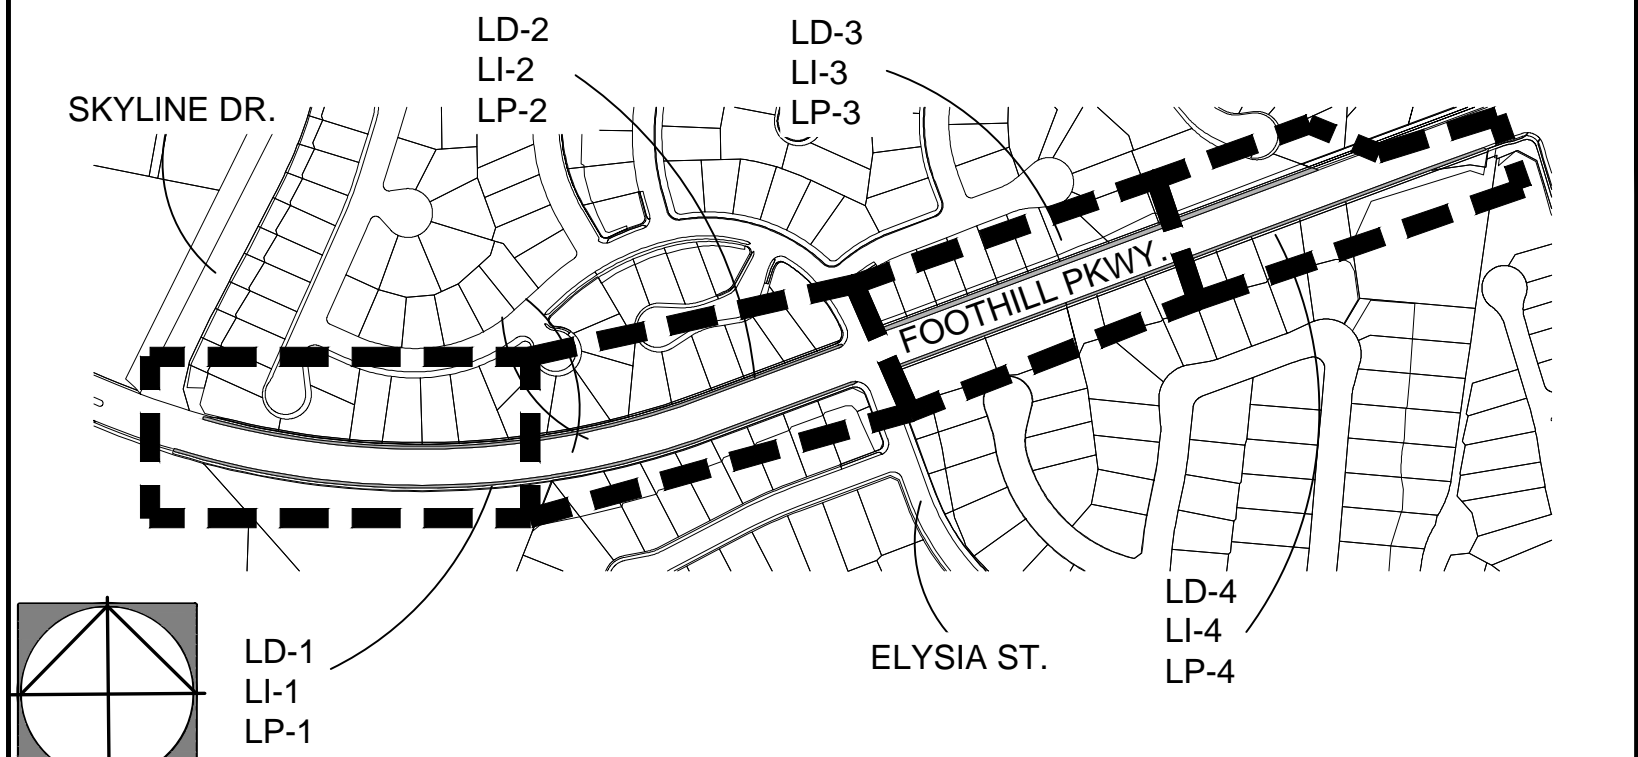 LD-2
LI-2
LP-2
LD-3
LI-3
LP-3
SKYLINE DR.
FOOTHILL PKWY.
LD-1
LI-1
LP-1
ELYSIA ST.
LD-4
LI-4
LP-4